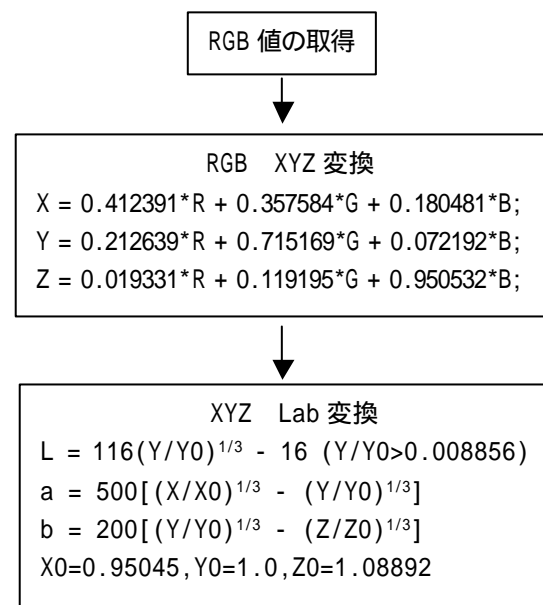 RGB 値の取得
RGB XYZ 変換
X = 0.412391*R + 0.357584*G + 0.180481*B;
Y = 0.212639*R + 0.715169*G + 0.072192*B;
Z = 0.019331*R + 0.119195*G + 0.950532*B;
XYZ Lab 変換
L = 116(Y/Y0)^{1/3} - 16 (Y/Y0>0.008856)
a = 500[(X/X0)^{1/3} - (Y/Y0)^{1/3}]
b = 200[(Y/Y0)^{1/3} - (Z/Z0)^{1/3}]
X0=0.95045,Y0=1.0,Z0=1.08892